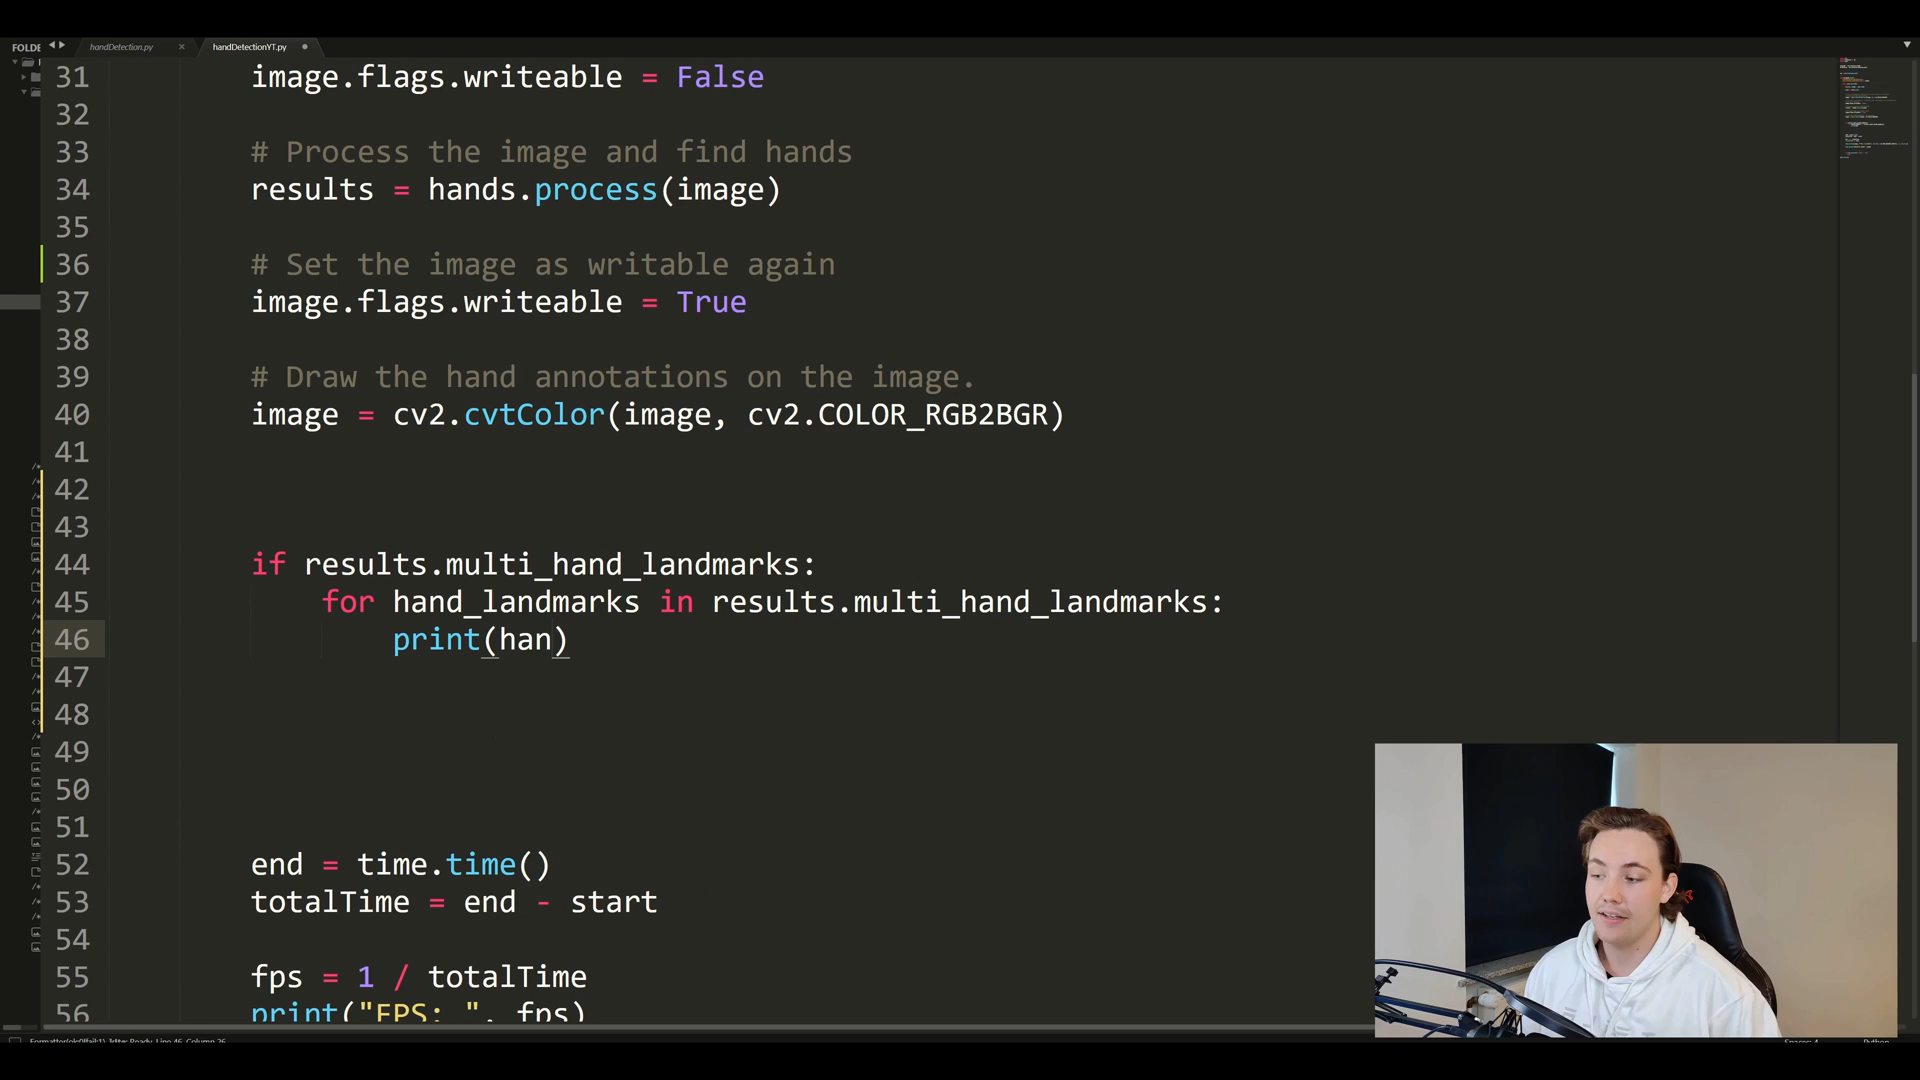 FOLDE
handDetection.py
handDetectionYT.py
31 image.flags.writeable = False
32
33 # Process the image and find hands
34 results = hands.process(image)
35
36 # Set the image as writable again
37 image.flags.writeable = True
38
39 # Draw the hand annotations on the image.
40 image = cv2.cvtColor(image, cv2.COLOR_RGB2BGR)
41
42
43
44 if results.multi_hand_landmarks:
45 for hand_landmarks in results.multi_hand_landmarks:
46 print(han)
47
48
49
50
51
52 end = time.time()
53 totalTime = end - start
54
55 fps = 1 / totalTime
56 print("FPS: ", fps)